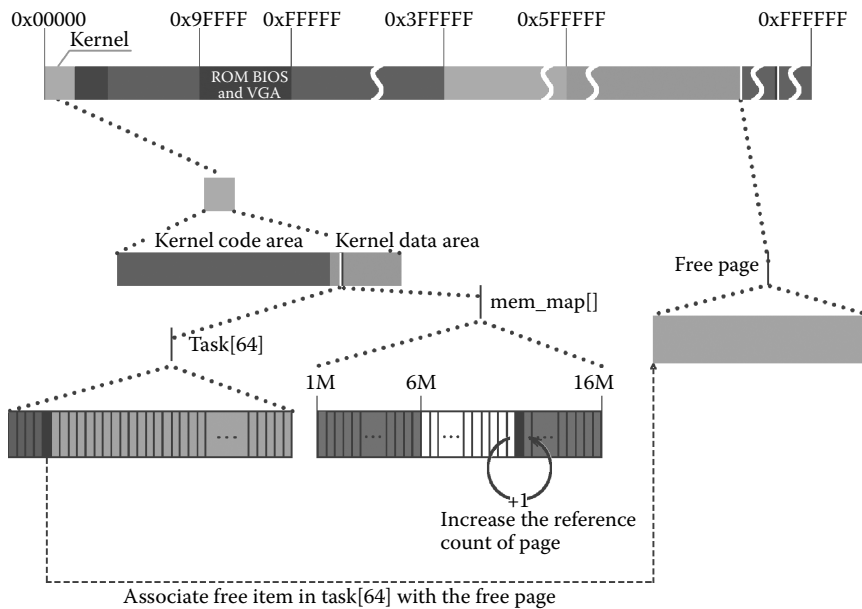 0x00000 0x9FFFF 0xFFFFF 0x3FFFFF 0x5FFFFF 0xFFFFFF
Kernel
ROM BIOS
and VGA
Kernel code area Kernel data area
Free page
mem_map[]
Task[64]
1M 6M 16M
... ... ... ...
+1
Increase the reference
count of page
Associate free item in task[64] with the free page